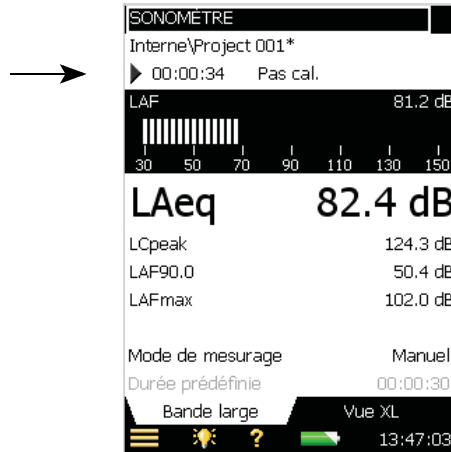 SONOMÈTRE
Interne\Project 001*
00:00:34 Pas cal.
LAF 81.2 dB
30 50 70 90 110 130 150
LAeq 82.4 dB
LCpeak 124.3 dB
LAF90.0 50.4 dB
LAFmax 102.0 dB
Mode de mesurage Manuel
Durée prédéfinie 00:00:30
Bande large Vue XL
? 13:47:03